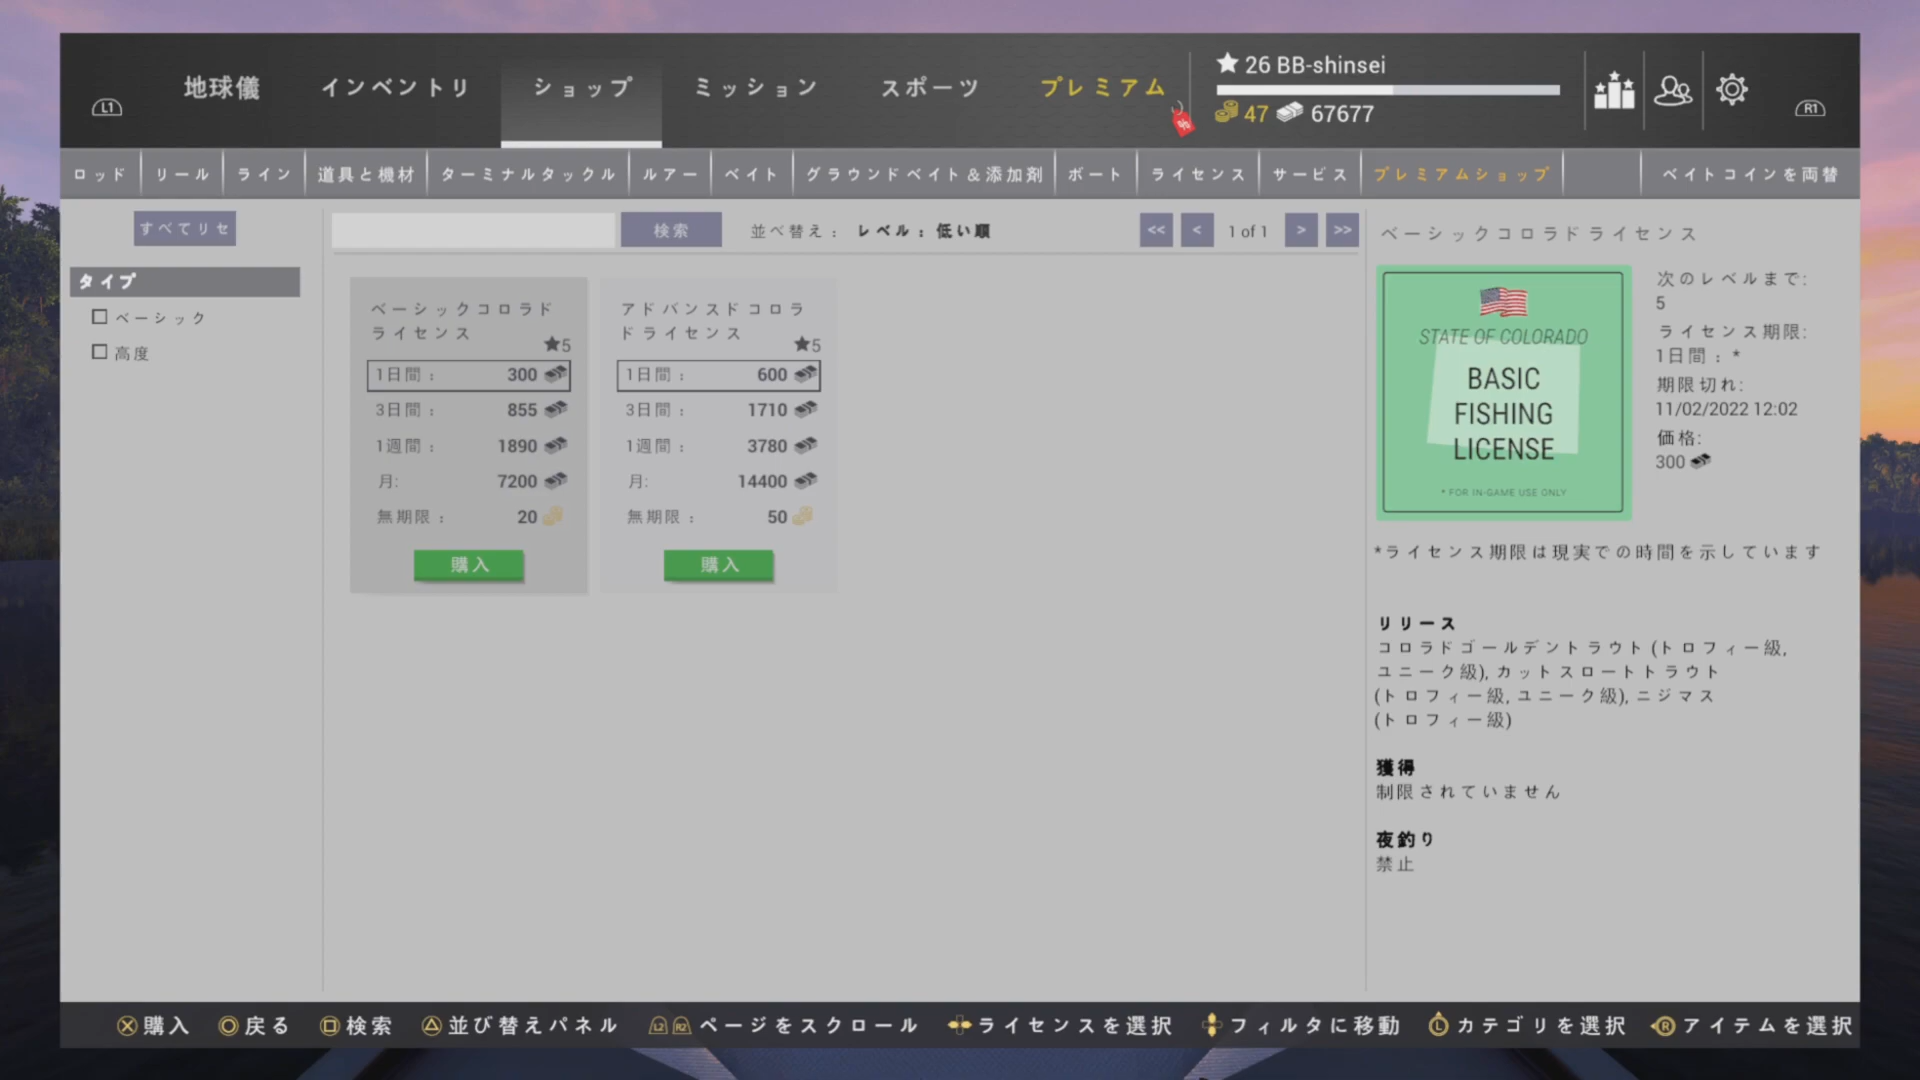 L1
地球儀
インベントリ
ショップ
ミッション
スポーツ
プレミアム
26 BB-shinsei
47
67677
R1
ロッド
リール
ライン
道具と機材
ターミナルタックル
ルアー
ベイト
グラウンドベイト&添加剤
ボート
ライセンス
サービス
プレミアムショップ
ベイトコインを両替
すべてリセ
検索
並べ替え:
レベル:低い順
<<
<
1 of 1
>
>>
タイプ
ベーシック
高度
ベーシックコロラド
ライセンス
★5
1日間: 300
3日間: 855
1週間: 1890
月: 7200
無期限: 20
購入
アドバンスドコロラ
ドライセンス
★5
1日間: 600
3日間: 1710
1週間: 3780
月: 14400
無期限: 50
購入
ベーシックコロラドライセンス
STATE OF COLORADO
BASIC
FISHING
LICENSE
* FOR IN-GAME USE ONLY
次のレベルまで:
5
ライセンス期限:
1日間:*
期限切れ:
11/02/2022 12:02
価格:
300
*ライセンス期限は現実での時間を示しています
リリース
コロラドゴールデントラウト(トロフィー級,
ユニーク級),カットスロートトラウト
(トロフィー級,ユニーク級),ニジマス
(トロフィー級)
獲得
制限されていません
夜釣り
禁止
購入
戻る
検索
並び替えパネル
L2 R2 ページをスクロール
ライセンスを選択
フィルタに移動
L カテゴリを選択
R アイテムを選択